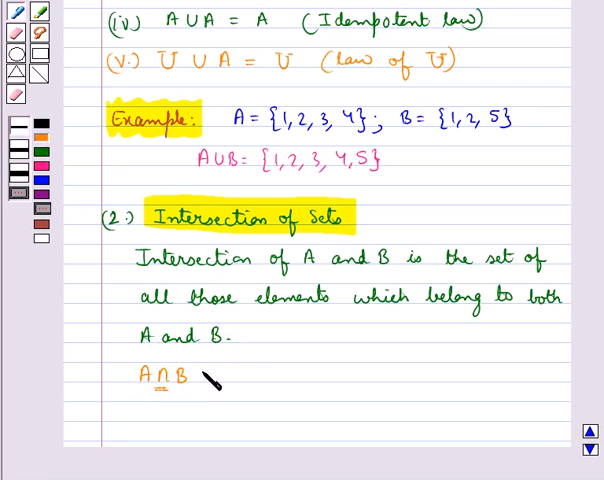 (iv.) A ∪ A = A (Idempotent law)
(v.) U ∪ A = U (law of U)
Example: A = {1, 2, 3, 4}; B = {1, 2, 5}
A∪B = {1, 2, 3, 4, 5}
(2.) Intersection of Sets
Intersection of A and B is the set of
all those elements which belong to both
A and B.
A ∩ B